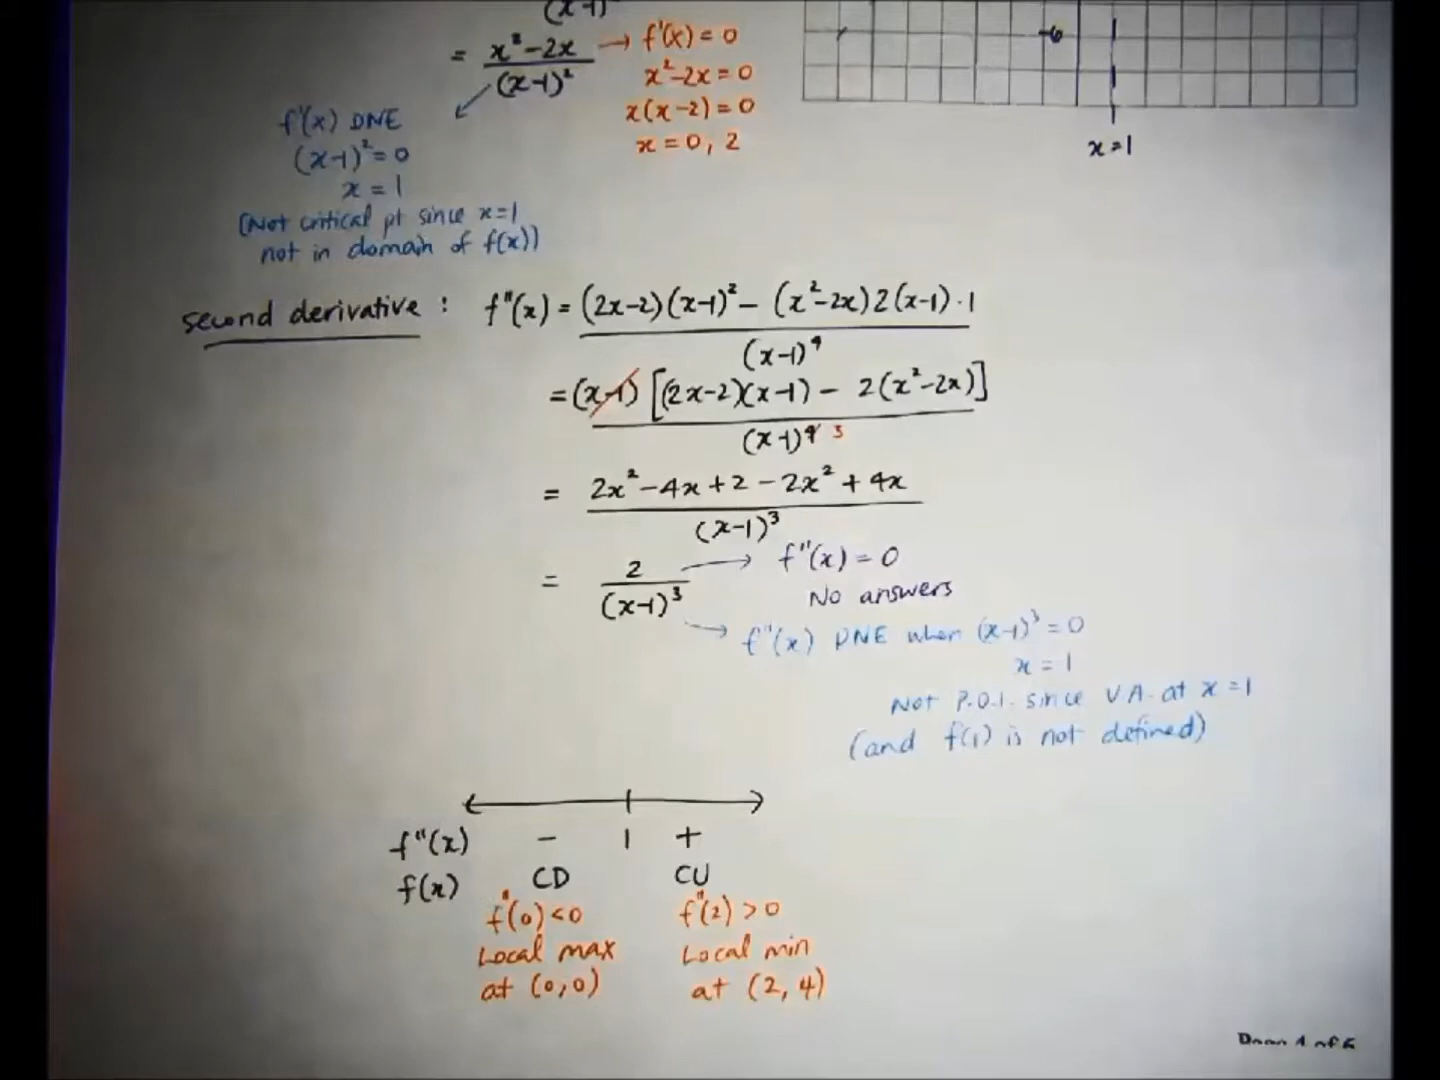 (x-1)
= x²-2x / (x-1)² → f'(x) = 0
x²-2x = 0
x(x-2) = 0
x = 0, 2
f'(x) DNE
(x-1)² = 0
x = 1
(Not critical pt since x=1
not in domain of f(x))
-6
x=1
second derivative : f"(x) = (2x-2)(x-1)² - (x²-2x)2(x-1)·1 / (x-1)⁴
= (x-1)[(2x-2)(x-1) - 2(x²-2x)] / (x-1)⁴ 3
= 2x²-4x+2-2x²+4x / (x-1)³
= 2 / (x-1)³ → f"(x) = 0
No answers
→ f"(x) DNE when (x-1)³ = 0
x = 1
Not P.O.I. since V.A. at x=1
(and f(1) is not defined)
f"(x) - 1 +
f(x) CD CU
f"(0) < 0 f"(2) > 0
Local max Local min
at (0,0) at (2,4)